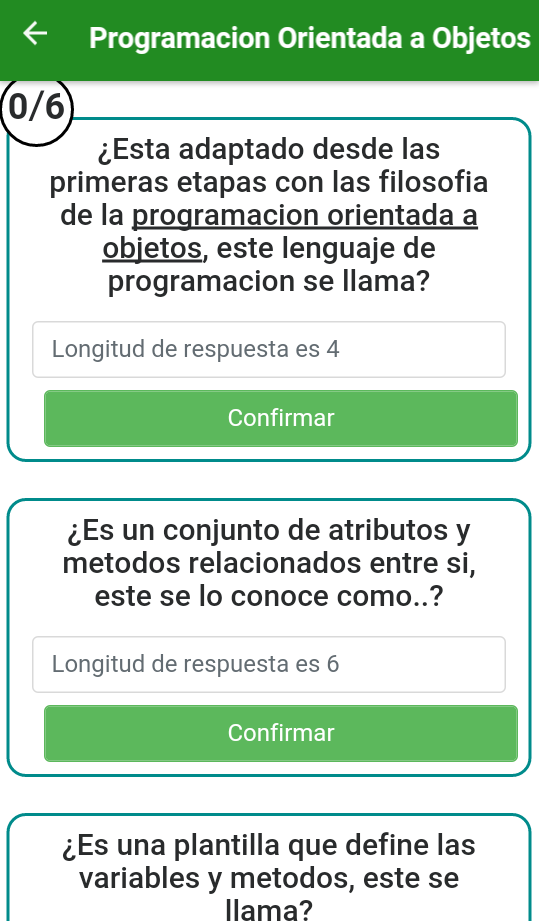 Programacion Orientada a Objetos
0/6
¿Esta adaptado desde las
primeras etapas con las filosofia
de la programacion orientada a
objetos, este lenguaje de
programacion se llama?
Longitud de respuesta es 4
Confirmar
¿Es un conjunto de atributos y
metodos relacionados entre si,
este se lo conoce como..?
Longitud de respuesta es 6
Confirmar
¿Es una plantilla que define las
variables y metodos, este se
llama?